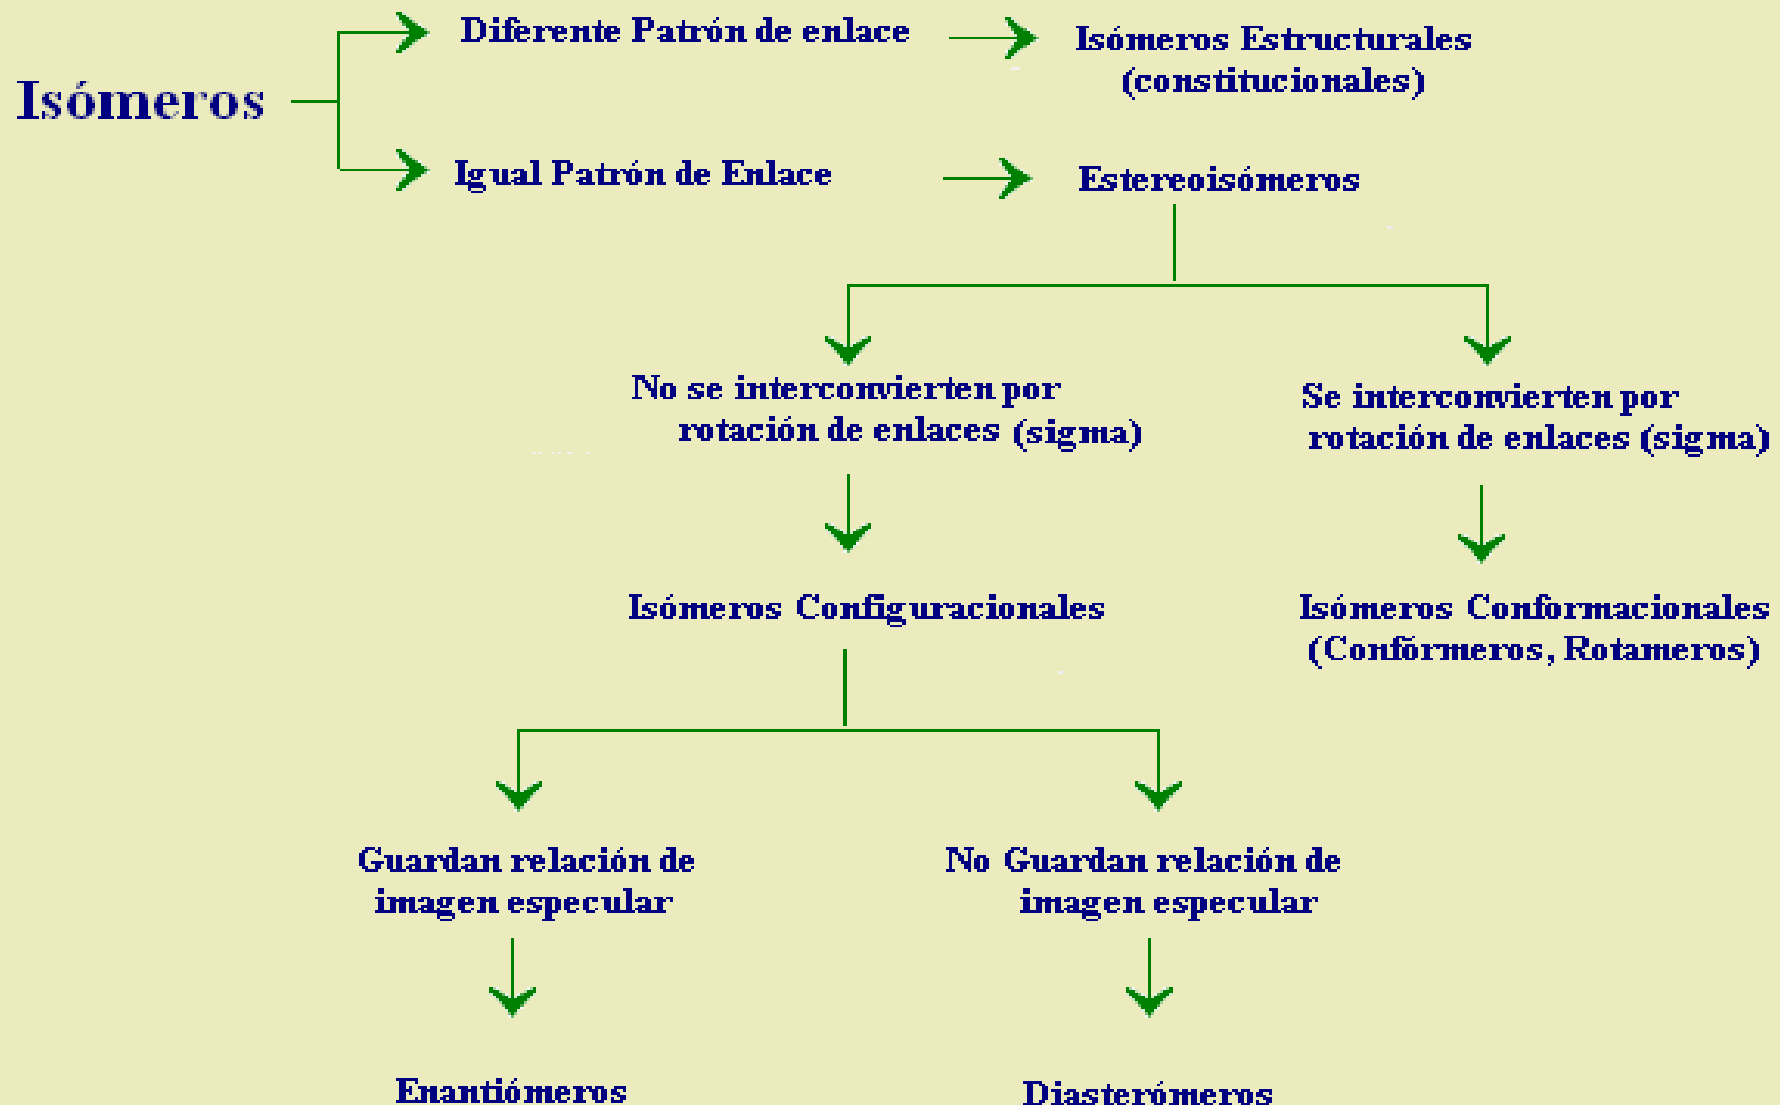 Diferente Patrón de enlace
Isómeros Estructurales
(constitucionales)
Isómeros
Igual Patrón de Enlace
Estereoisómeros
No se interconvierten por
rotación de enlaces (sigma)
Se interconvierten por
rotación de enlaces (sigma)
Isómeros Configuracionales
Isómeros Conformacionales
(Confórmeros, Rotameros)
Guardan relación de
imagen especular
No Guardan relación de
imagen especular
Enantiómeros
Diasterómeros